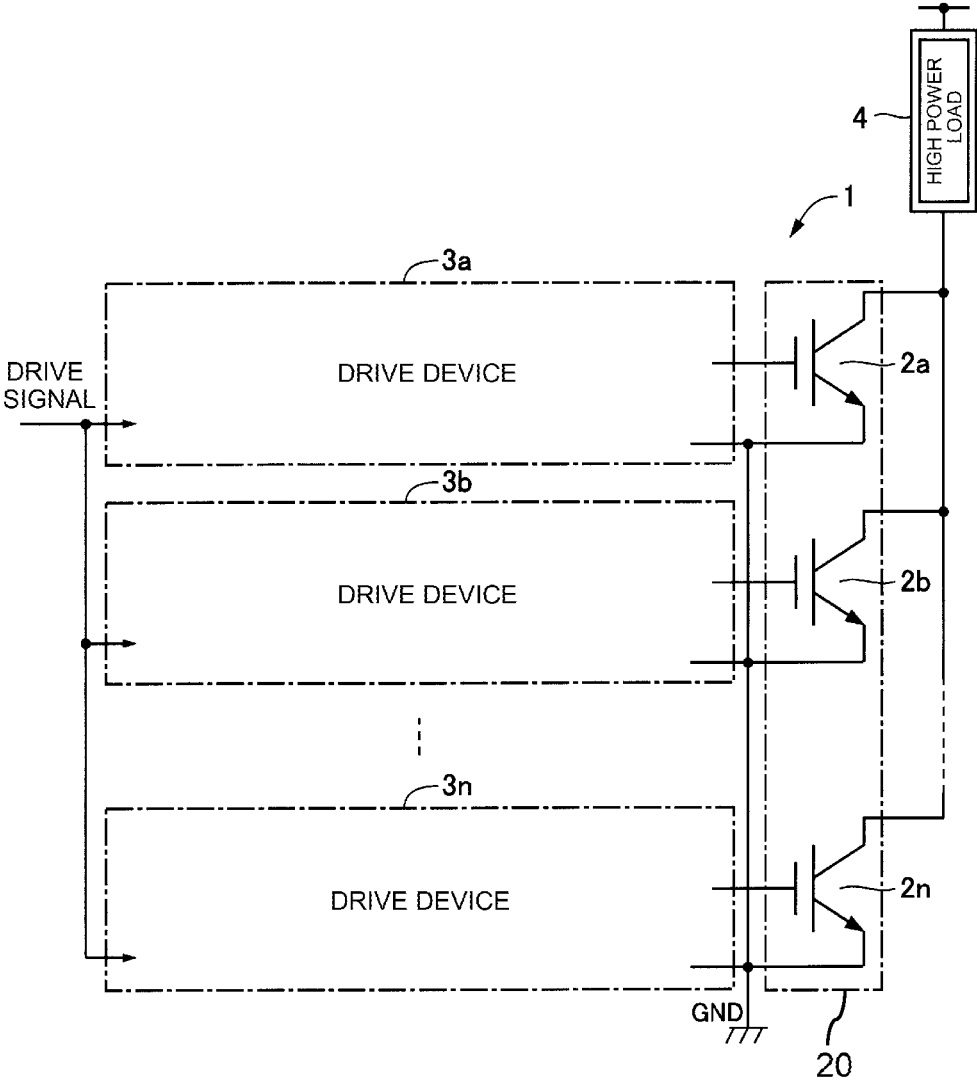 HIGH POWER
LOAD
4
1
3a
DRIVE DEVICE
2a
DRIVE
SIGNAL
3b
DRIVE DEVICE
2b
3n
DRIVE DEVICE
2n
GND
20